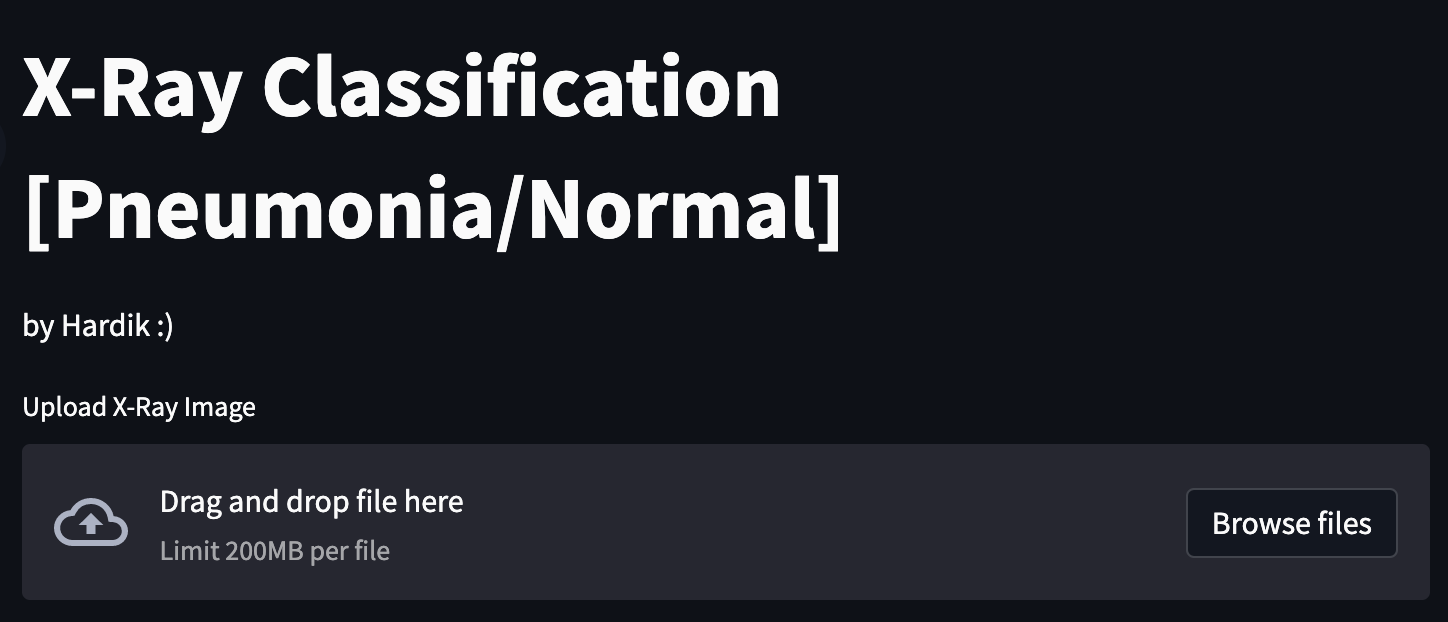 X-Ray Classification
[Pneumonia/Normal]
by Hardik :)
Upload X-Ray Image
Drag and drop file here
Limit 200MB per file
Browse files